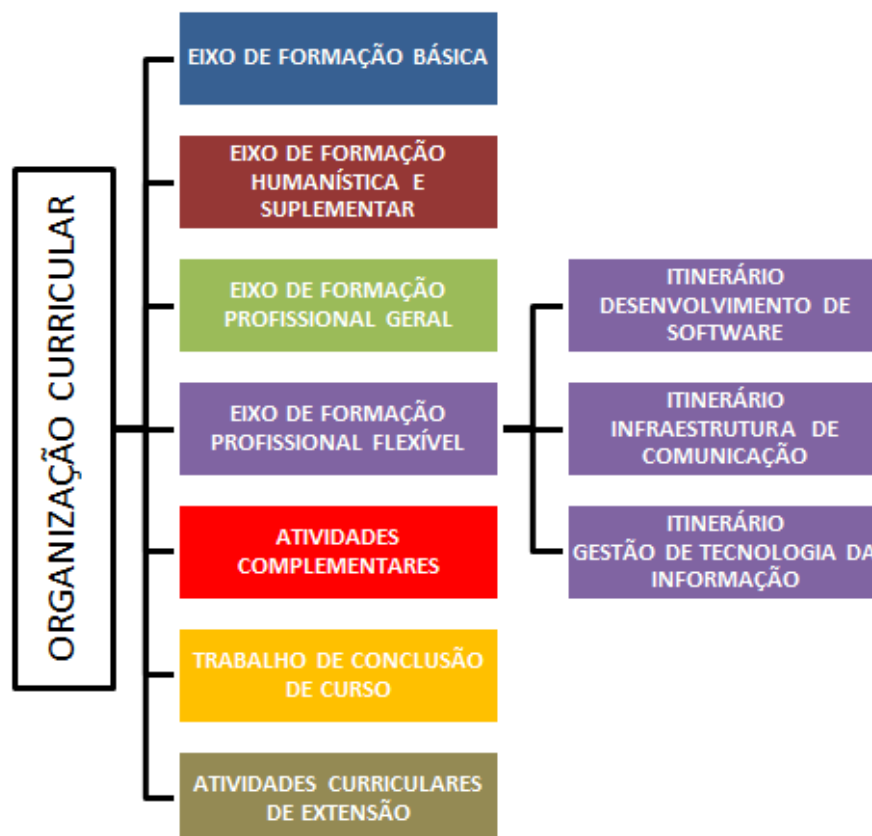 ORGANIZAÇÃO CURRICULAR
EIXO DE FORMAÇÃO BÁSICA
EIXO DE FORMAÇÃO
HUMANÍSTICA E
SUPLEMENTAR
EIXO DE FORMAÇÃO
PROFISSIONAL GERAL
EIXO DE FORMAÇÃO
PROFISSIONAL FLEXÍVEL
ITINERÁRIO
DESENVOLVIMENTO DE
SOFTWARE
ITINERÁRIO
INFRAESTRUTURA DE
COMUNICAÇÃO
ITINERÁRIO
GESTÃO DE TECNOLOGIA DA
INFORMAÇÃO
ATIVIDADES
COMPLEMENTARES
TRABALHO DE CONCLUSÃO
DE CURSO
ATIVIDADES CURRICULARES
DE EXTENSÃO